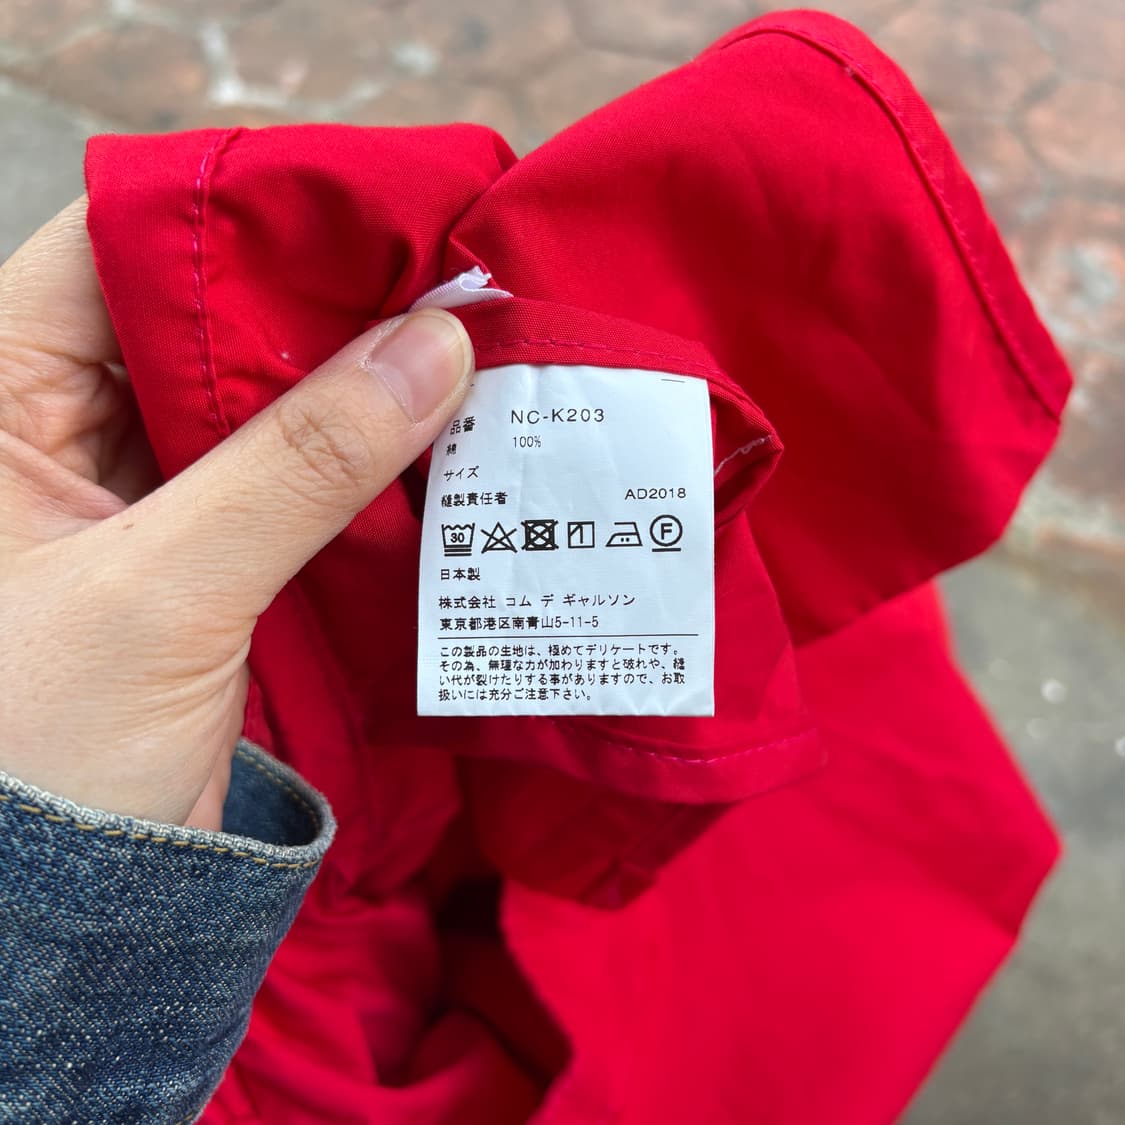 品番 NC-K203
綿 100%
サイズ
縫製責任者 AD2018
30 F
日本製
株式会社 コム デ ギャルソン
東京都港区南青山5-11-5
この製品の生地は、極めてデリケートです。
その為、無理な力が加わりますと破れや、縫
い代が裂けたりする事がありますので、お取
扱いには充分ご注意下さい。